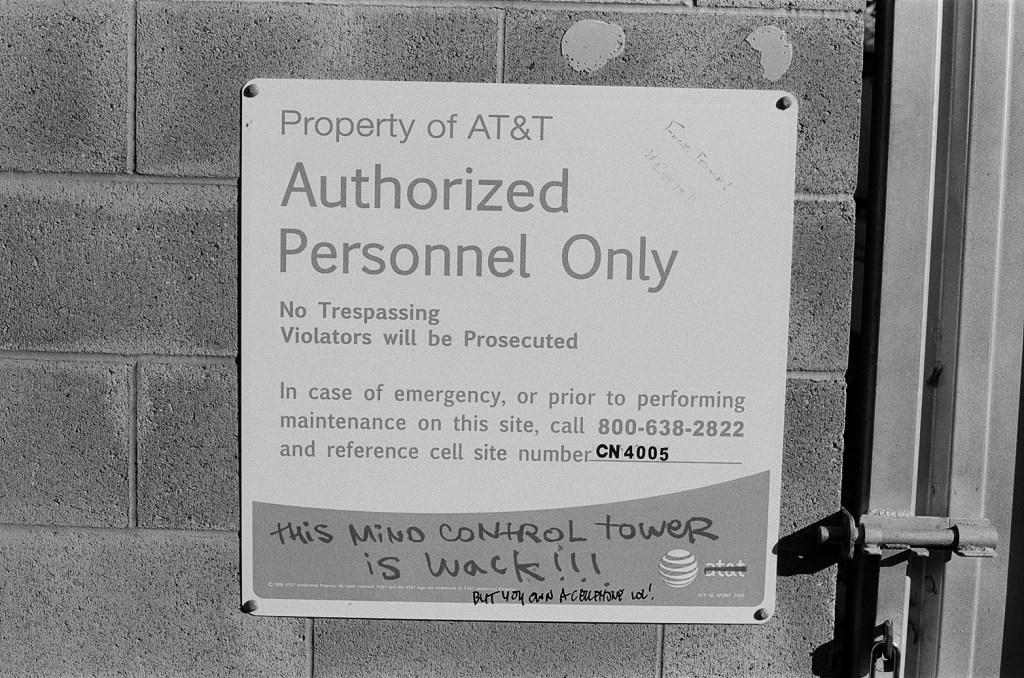 Property of AT&T
Authorized
Personnel Only
No Trespassing
Violators will be Prosecuted
In case of emergency, or prior to performing
maintenance on this site, call 800-638-2822
and reference cell site number CN4005
THIS MIND CONTROL TOWER
is WACK!!!
at&t
BUT YOU OWN A CELLPHONE LOL!